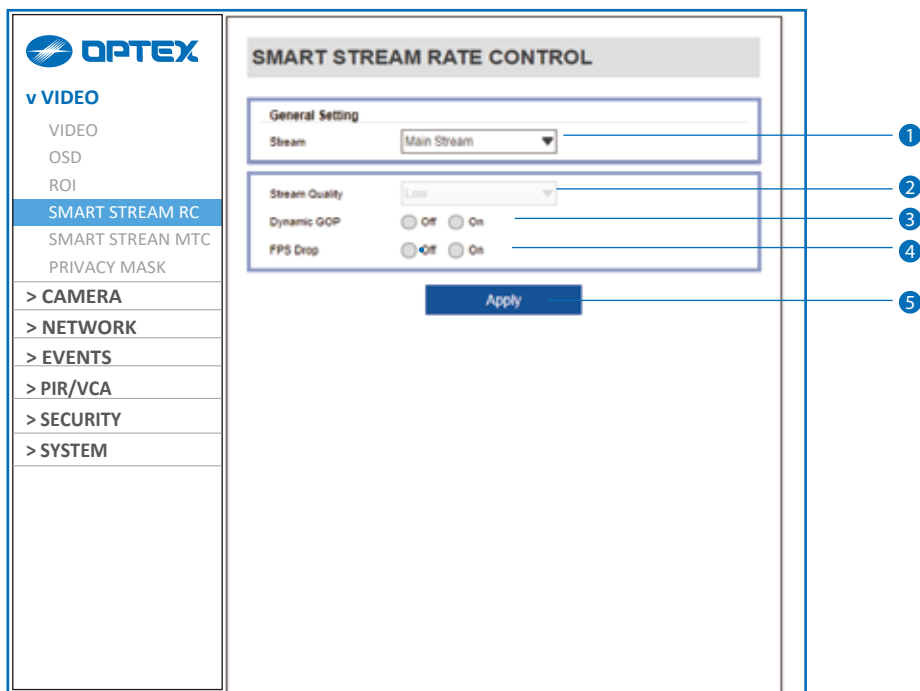 OPTEX
v VIDEO
VIDEO
OSD
ROI
SMART STREAM RC
SMART STREAN MTC
PRIVACY MASK
> CAMERA
> NETWORK
> EVENTS
> PIR/VCA
> SECURITY
> SYSTEM
SMART STREAM RATE CONTROL
General Setting
Stream Main Stream
1
Stream Quality Low
2
Dynamic GOP Off On
3
FPS Drop Off On
4
Apply
5